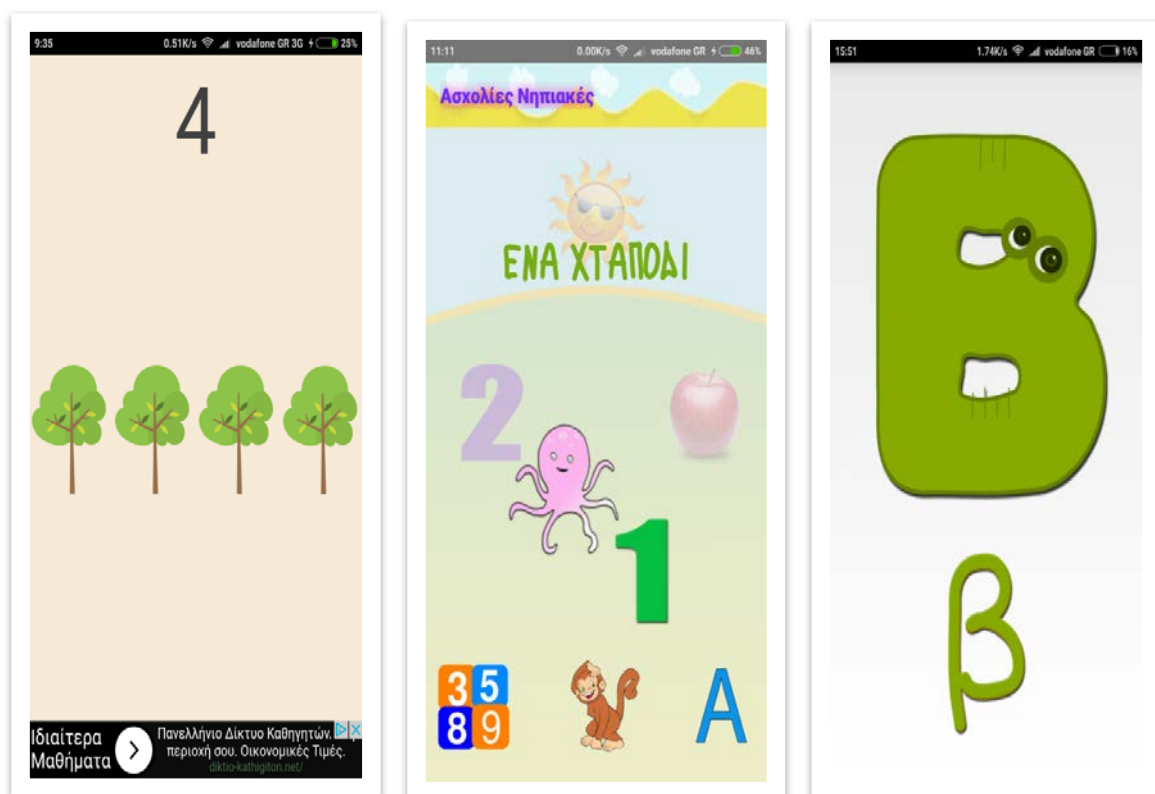 9:35 0.51K/s vodafone GR 3G 25%
4
Ιδιαίτερα
Μαθήματα
Πανελλήνιο Δίκτυο Καθηγητών.
περιοχή σου. Οικονομικές Τιμές.
diktio-kathigiton.net/
11:11 0.00K/s vodafone GR 46%
Ασχολίες Νηπιακές
ΕΝΑ ΧΤΑΠΟΔΙ
2
1
3 5
8 9
A
15:51 1.74K/s vodafone GR 16%
Β
β